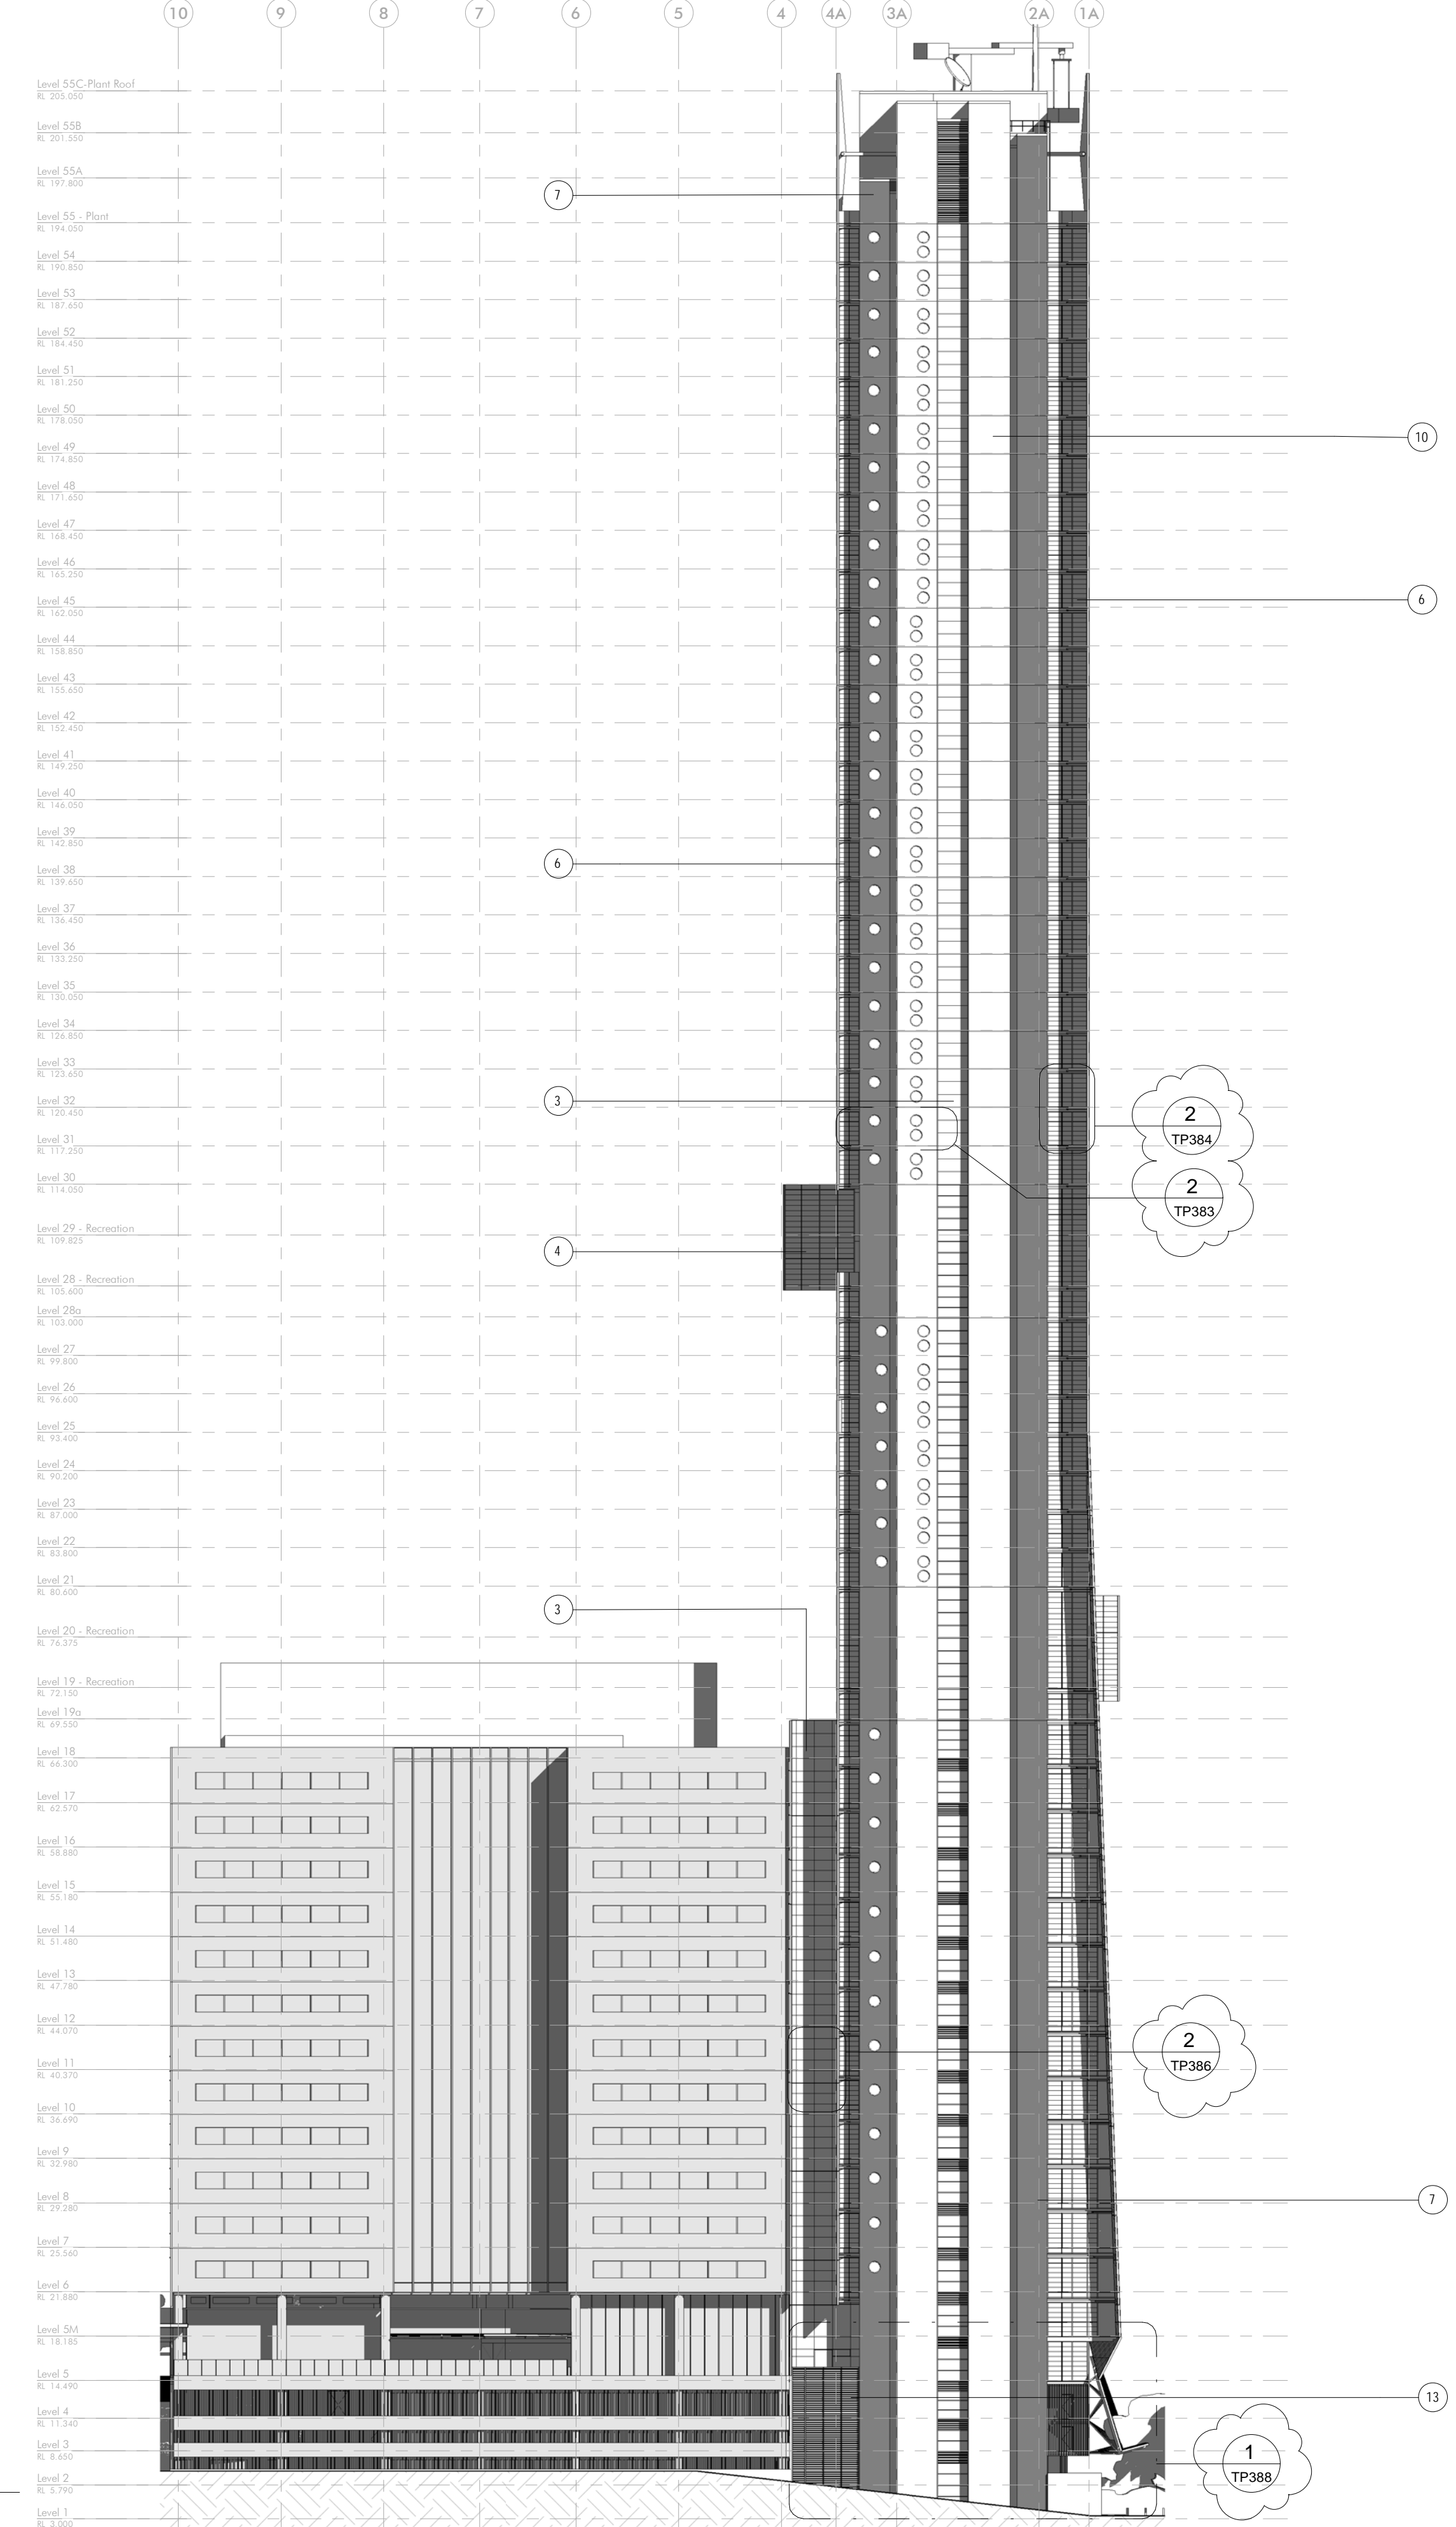 10 9 8 7 6 5 4 4A 3A 2A 1A
Level 55C-Plant Roof
RL 205.050
Level 55B
RL 201.550
Level 55A
RL 197.800
7
Level 55 - Plant
RL 194.050
Level 54
RL 190.850
Level 53
RL 187.650
Level 52
RL 184.450
Level 51
RL 181.250
Level 50
RL 178.050
10
Level 49
RL 174.850
Level 48
RL 171.650
Level 47
RL 168.450
Level 46
RL 165.250
6
Level 45
RL 162.050
Level 44
RL 158.850
Level 43
RL 155.650
Level 42
RL 152.450
Level 41
RL 149.250
Level 40
RL 146.050
Level 39
RL 142.850
6
Level 38
RL 139.650
Level 37
RL 136.450
Level 36
RL 133.250
Level 35
RL 130.050
Level 34
RL 126.850
Level 33
RL 123.650
3
Level 32
RL 120.450
2
TP384
Level 31
RL 117.250
Level 30
RL 114.050
2
TP383
Level 29 - Recreation
RL 109.825
4
Level 28 - Recreation
RL 105.600
Level 28a
RL 103.000
Level 27
RL 99.800
Level 26
RL 96.600
Level 25
RL 93.400
Level 24
RL 90.200
Level 23
RL 87.000
Level 22
RL 83.800
Level 21
RL 80.600
3
Level 20 - Recreation
RL 76.375
Level 19 - Recreation
RL 72.150
Level 19a
RL 69.550
Level 18
RL 66.300
Level 17
RL 62.570
Level 16
RL 58.880
Level 15
RL 55.180
Level 14
RL 51.480
Level 13
RL 47.780
Level 12
RL 44.070
2
TP386
Level 11
RL 40.370
Level 10
RL 36.690
Level 9
RL 32.980
7
Level 8
RL 29.280
Level 7
RL 25.560
Level 6
RL 21.880
Level 5M
RL 18.185
Level 5
RL 14.490
13
Level 4
RL 11.340
Level 3
RL 8.650
1
TP388
Level 2
RL 5.790
Level 1
RL 3.000